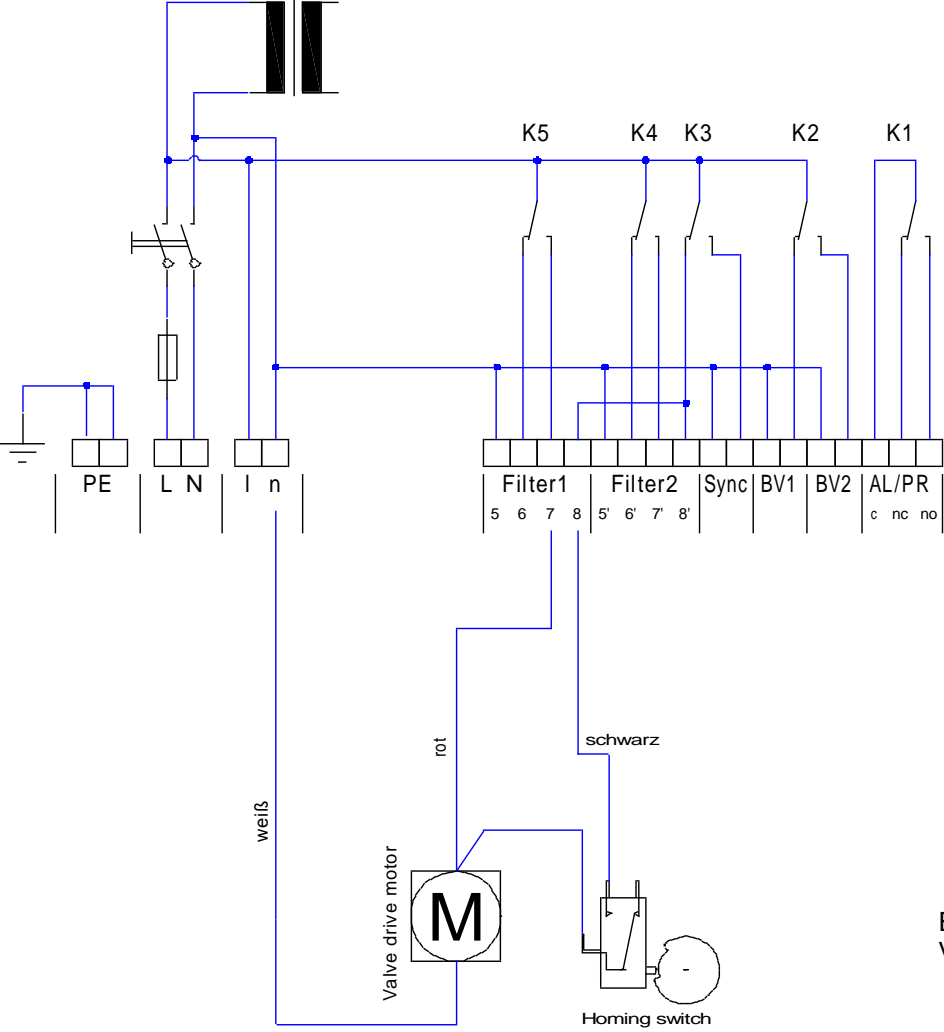 K5 K4 K3 K2 K1
PE L N l n Filter1 Filter2 Sync BV1 BV2 AL/PR
5 6 7 8 5' 6' 7' 8' c nc no
rot
schwarz
weiß
Valve drive motor
M
Homing switch